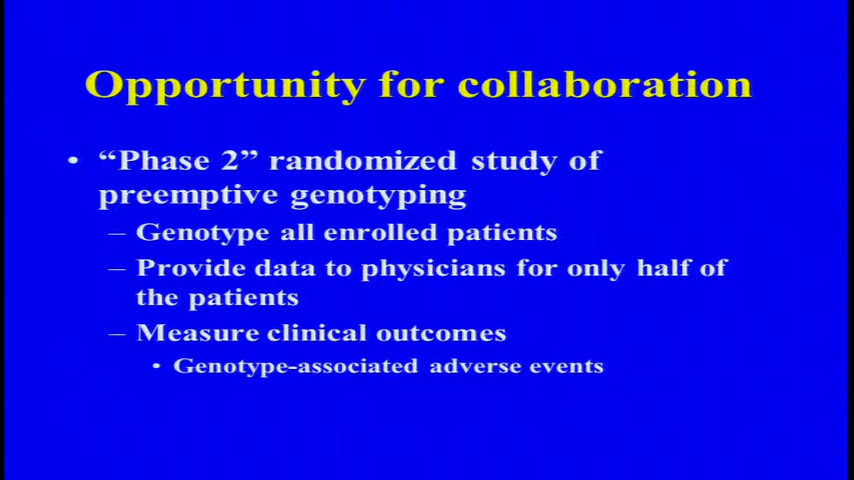 Opportunity for collaboration
• “Phase 2” randomized study of
preemptive genotyping
– Genotype all enrolled patients
– Provide data to physicians for only half of
the patients
– Measure clinical outcomes
• Genotype-associated adverse events